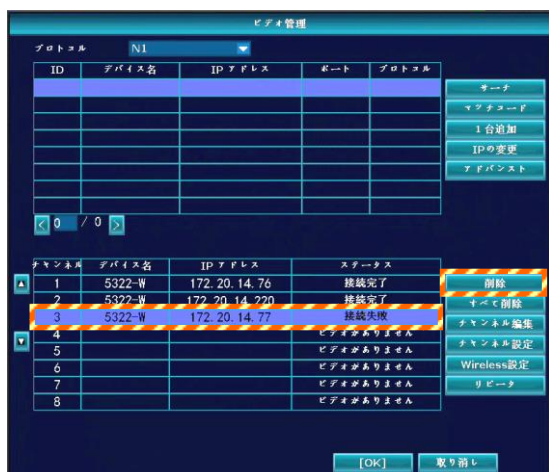 ビデオ管理
プロトコル N1
ID デバイス名 IPアドレス ポート プロトコル
サーチ
マッチコード
1台追加
IPの変更
アドバンスト
< 0 / 0 >
チャンネル デバイス名 IPアドレス ステータス
1 5322-W 172.20.14.76 接続完了 削除
2 5322-W 172.20.14.220 接続完了 すべて削除
3 5322-W 172.20.14.77 接続失敗 チャンネル編集
4 ビデオがありません チャンネル設定
5 ビデオがありません
6 ビデオがありません Wireless設定
7 ビデオがありません リピータ
8 ビデオがありません
[OK] 取り消し